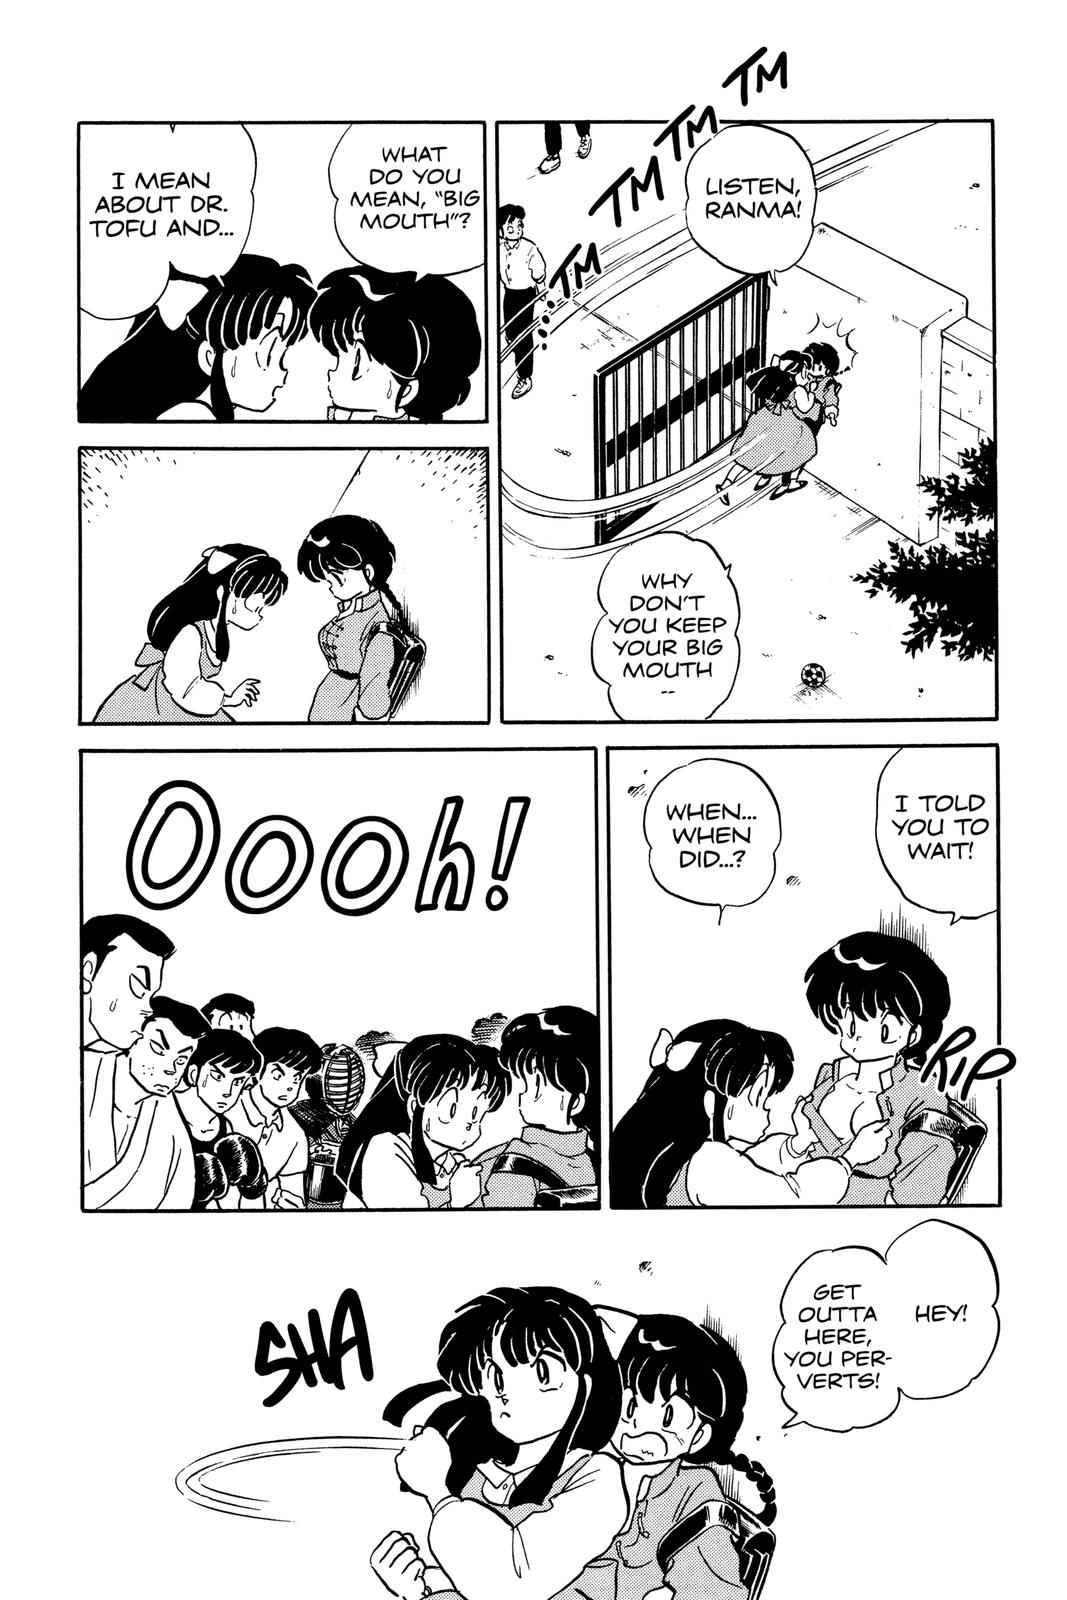 TM
TM
TM
TM
LISTEN,
RANMA!
WHY
DON'T
YOU KEEP
YOUR BIG
MOUTH
--
WHAT
DO YOU
MEAN, "BIG
MOUTH"?
I MEAN
ABOUT DR.
TOFU AND...
I TOLD
YOU TO
WAIT!
WHEN...
WHEN
DID...?
RIP
Oooh!
HEY!
GET
OUTTA
HERE,
YOU PER-
VERTS!
SHA